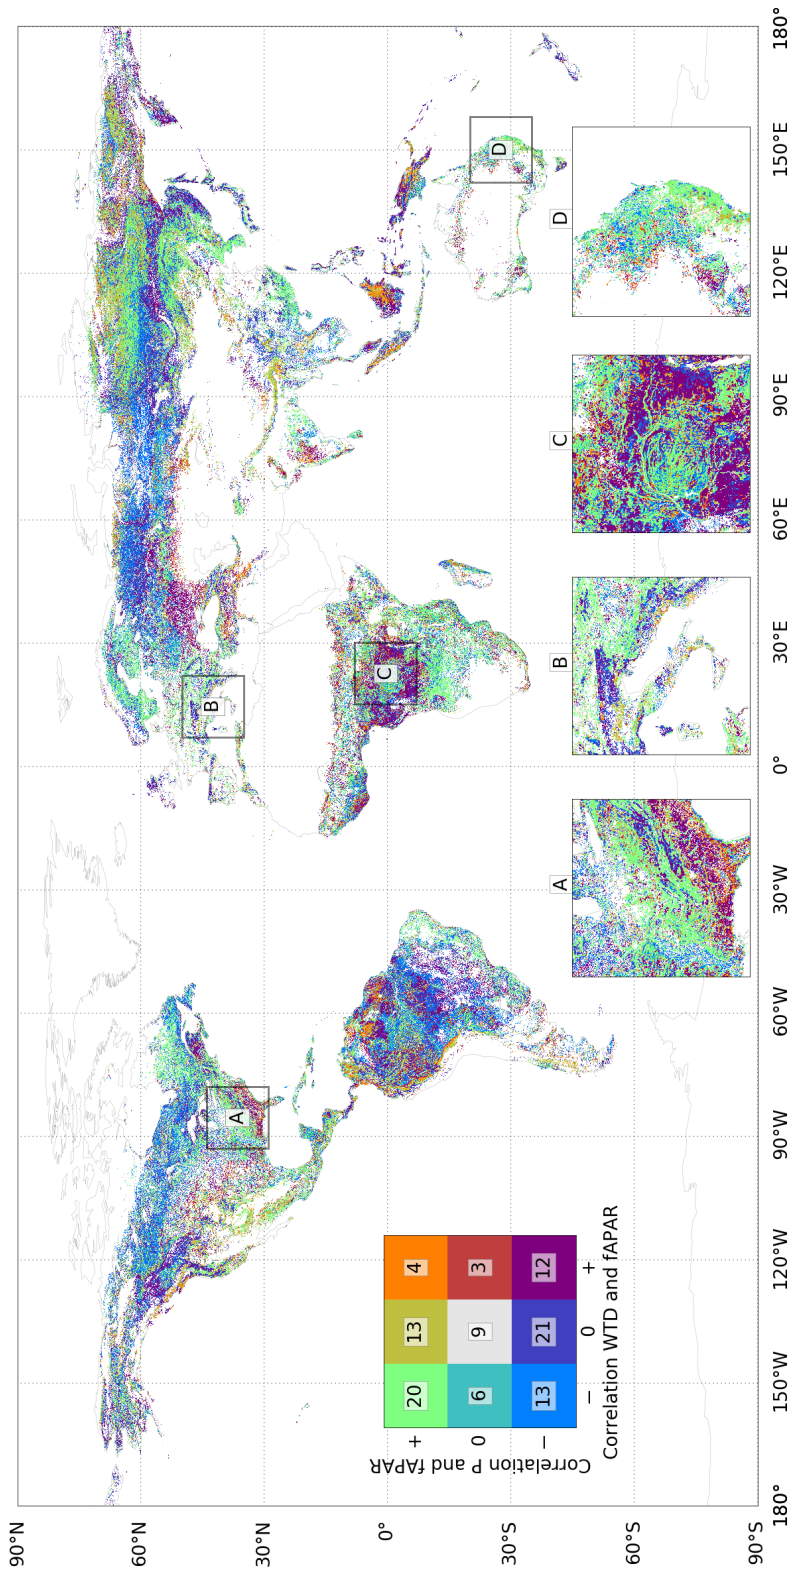 90°N
60°N
30°N
0°
30°S
60°S
90°S
180°
150°W
120°W
90°W
60°W
30°W
0°
30°E
60°E
90°E
120°E
150°E
180°
A
B
C
D
A
B
C
D
20 13 4
6 9 3
13 21 12
+
0
−
Correlation P and fAPAR
− 0 +
Correlation WTD and fAPAR